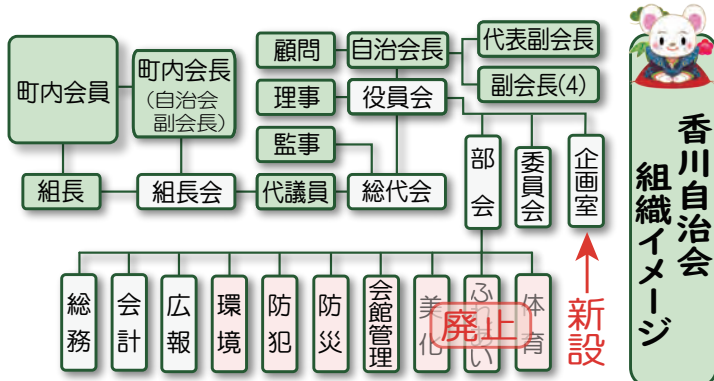 香川自治会
組織イメージ
顧問
自治会長
代表副会長
副会長(4)
町内会員
町内会長
(自治会
副会長)
理事
役員会
監事
部会
委員会
企画室
組長
組長会
代議員
総代会
新設
総務
会計
広報
環境
防犯
防災
会館管理
美化
ふれあい
体育
廃止